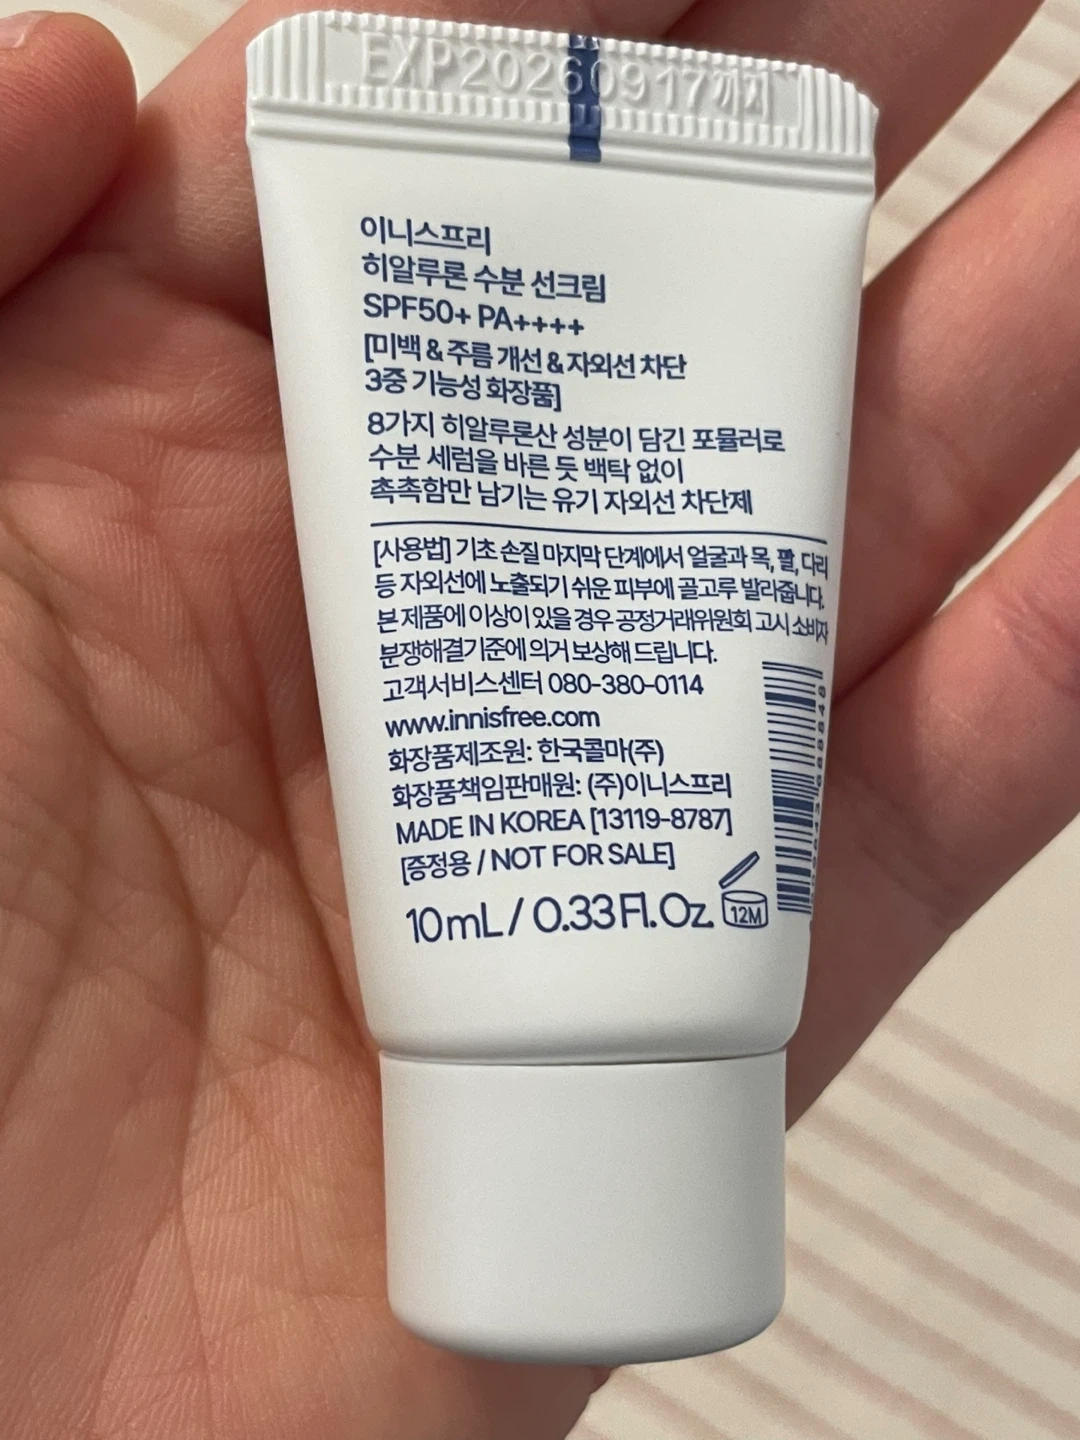 EXP20260917까지
이니스프리
히알루론 수분 선크림
SPF50+ PA++++
[미백 & 주름 개선 & 자외선 차단
3중 기능성 화장품]
8가지 히알루론산 성분이 담긴 포뮬러로
수분 세럼을 바른 듯 백탁 없이
촉촉함만 남기는 유기 자외선 차단제
[사용법] 기초 손질 마지막 단계에서 얼굴과 목, 팔, 다리
등 자외선에 노출되기 쉬운 피부에 골고루 발라줍니다.
본 제품에 이상이 있을 경우 공정거래위원회 고시 소비자
분쟁해결기준에 의거 보상해 드립니다.
고객서비스센터 080-380-0114
www.innisfree.com
화장품제조원: 한국콜마(주)
화장품책임판매원: (주)이니스프리
MADE IN KOREA [13119-8787]
[증정용 / NOT FOR SALE]
10mL / 0.33 Fl. Oz.
12M